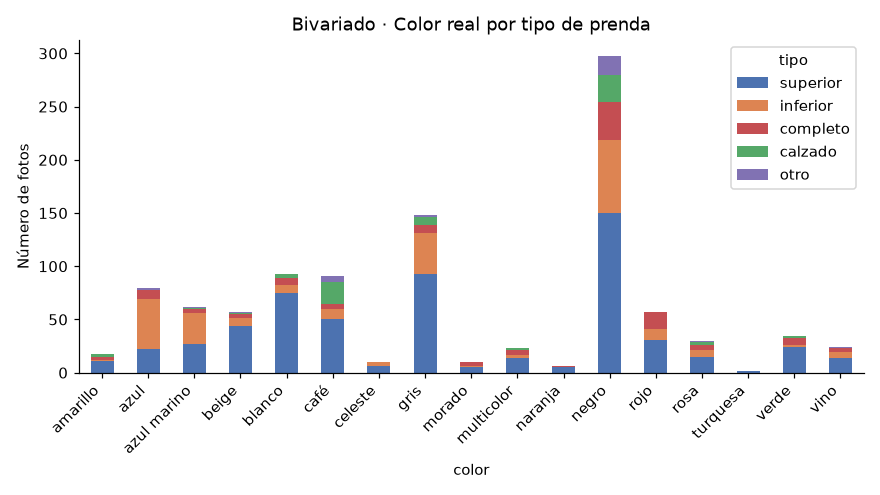 Bivariado · Color real por tipo de prenda
Número de fotos
300
250
200
150
100
50
0
tipo
superior
inferior
completo
calzado
otro
amarillo
azul
azul marino
beige
blanco
café
celeste
gris
morado
multicolor
naranja
negro
rojo
rosa
turquesa
verde
vino
color